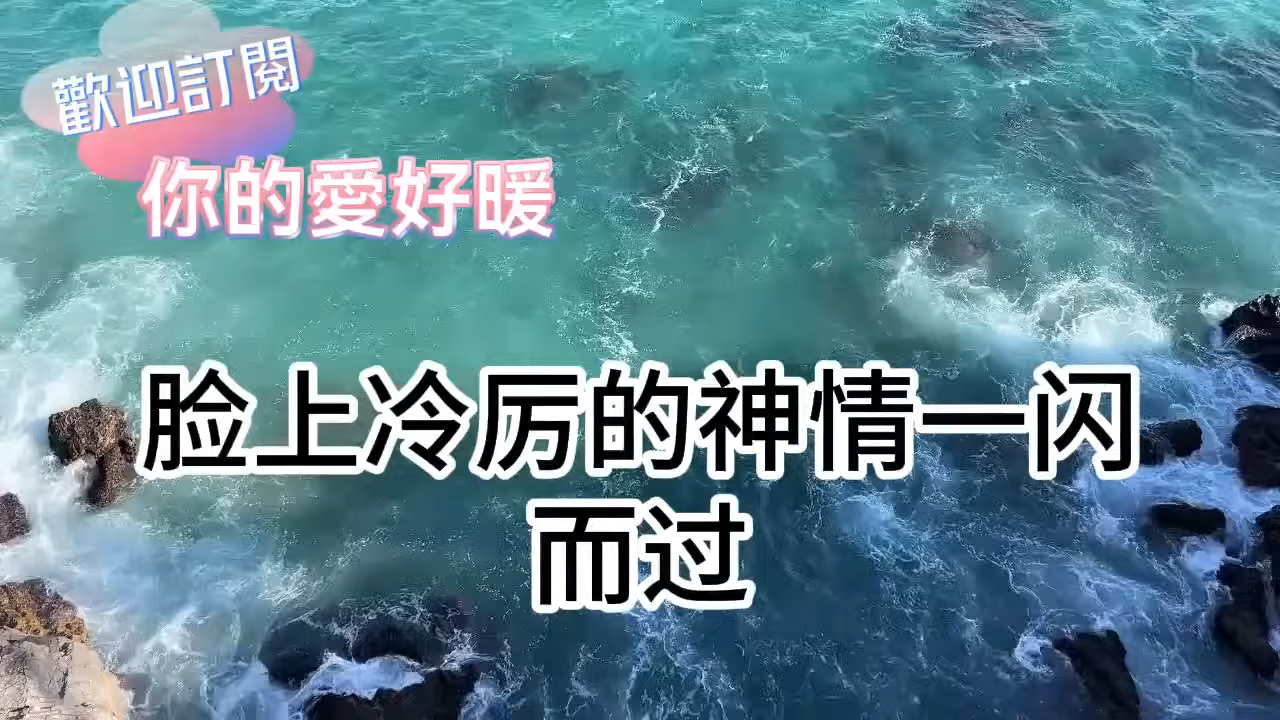 歡迎訂閱
你的愛好暖
脸上冷厉的神情一闪
而过